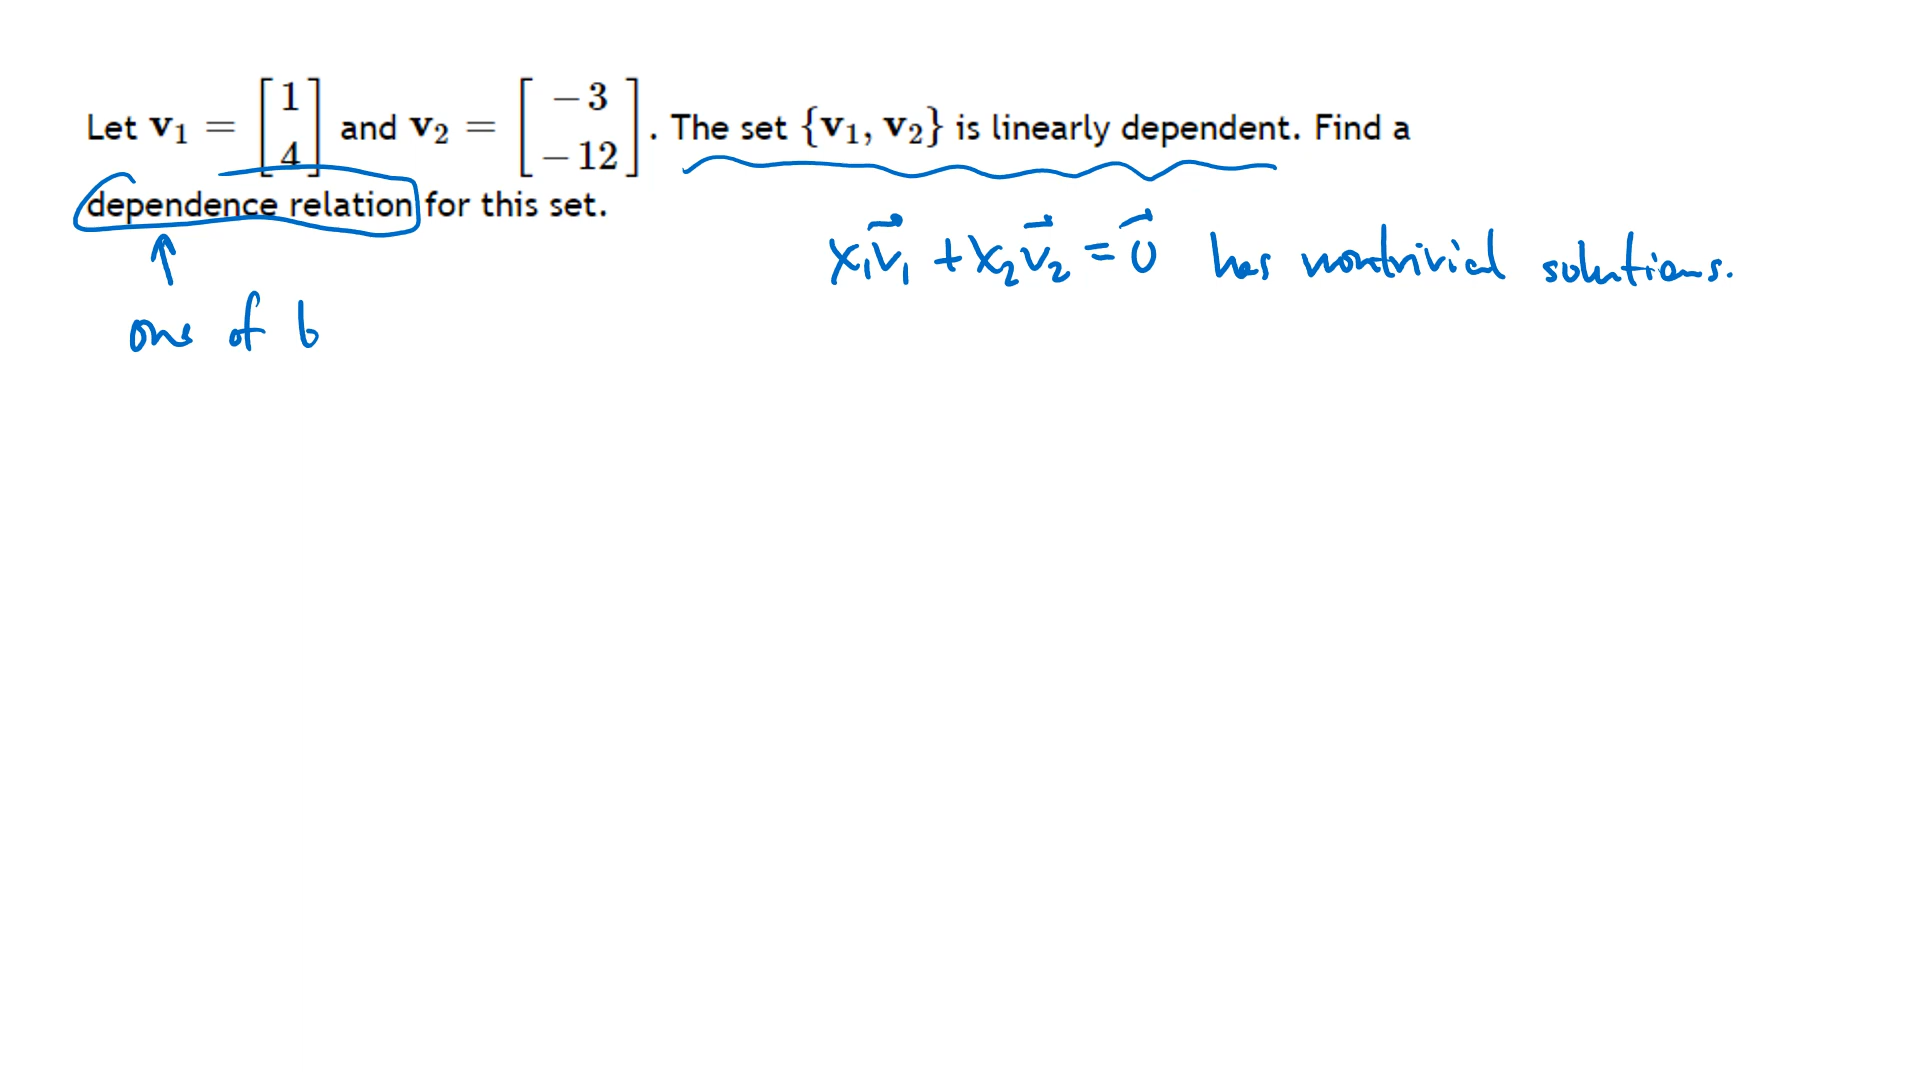 Let v₁ = [1 4] and v₂ = [−3 −12]. The set {v₁, v₂} is linearly dependent. Find a
dependence relation for this set.
x₁v⃗₁ + x₂v⃗₂ = 0⃗ has nontrivial solutions.
one of